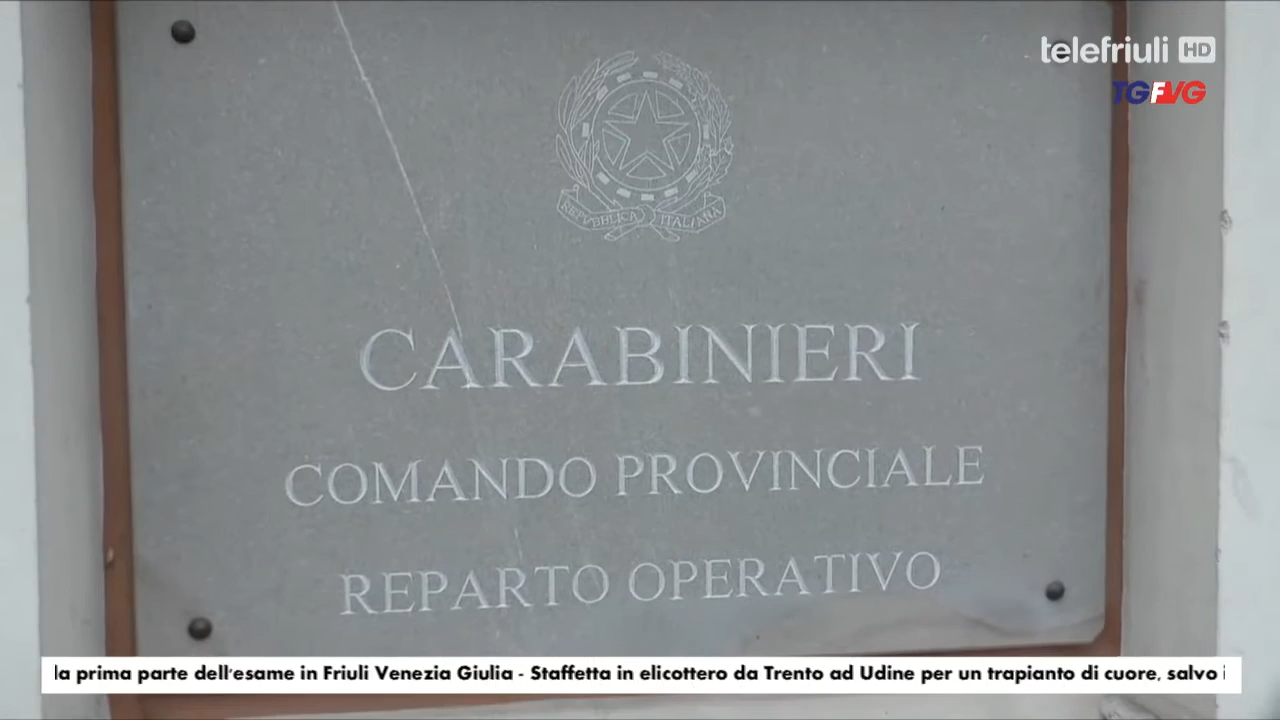 telefriuli HD
TGFVG
REPVBBLICA ITALIANA
CARABINIERI
COMANDO PROVINCIALE
REPARTO OPERATIVO
la prima parte dell'esame in Friuli Venezia Giulia - Staffetta in elicottero da Trento ad Udine per un trapianto di cuore, salvo